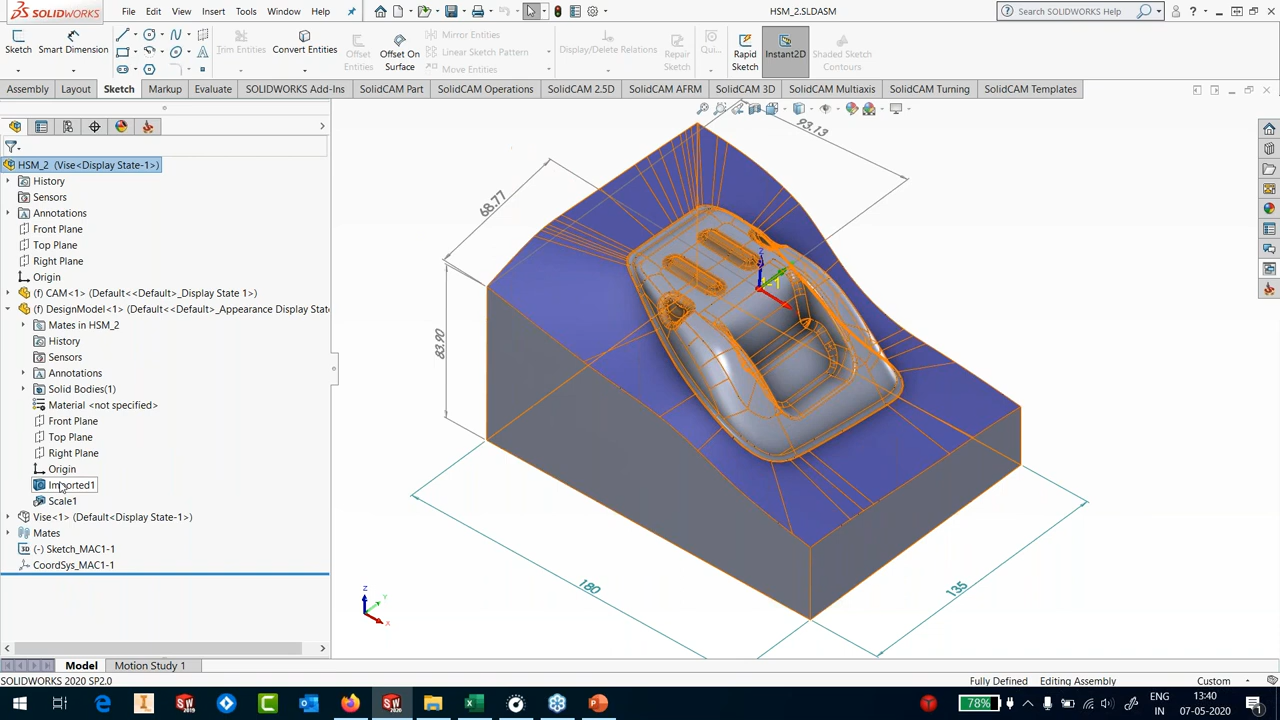 SOLIDWORKS File Edit View Insert Tools Window Help HSM_2.SLDASM Search SOLIDWORKS Help
Sketch Smart Dimension Trim Entities Convert Entities Offset Entities Offset On Surface Mirror Entities Linear Sketch Pattern Move Entities Display/Delete Relations Repair Sketch Qui... Rapid Sketch Instant2D Shaded Sketch Contours
Assembly Layout Sketch Markup Evaluate SOLIDWORKS Add-Ins SolidCAM Part SolidCAM Operations SolidCAM 2.5D SolidCAM AFRM SolidCAM 3D SolidCAM Multiaxis SolidCAM Turning SolidCAM Templates
HSM_2 (Vise<Display State-1>)
History
Sensors
Annotations
Front Plane
Top Plane
Right Plane
Origin
(f) CAM<1> (Default<<Default>_Display State 1>)
(f) DesignModel<1> (Default<<Default>_Appearance Display Stat
Mates in HSM_2
History
Sensors
Annotations
Solid Bodies(1)
Material <not specified>
Front Plane
Top Plane
Right Plane
Origin
Imported1
Scale1
Vise<1> (Default<Display State-1>)
Mates
(-) Sketch_MAC1-1
CoordSys_MAC1-1
93.13
68.77
83.90
180
135
Z
1
Z
Y
X
Model Motion Study 1
SOLIDWORKS 2020 SP2.0 Fully Defined Editing Assembly Custom
78% ENG IN 13:40 07-05-2020